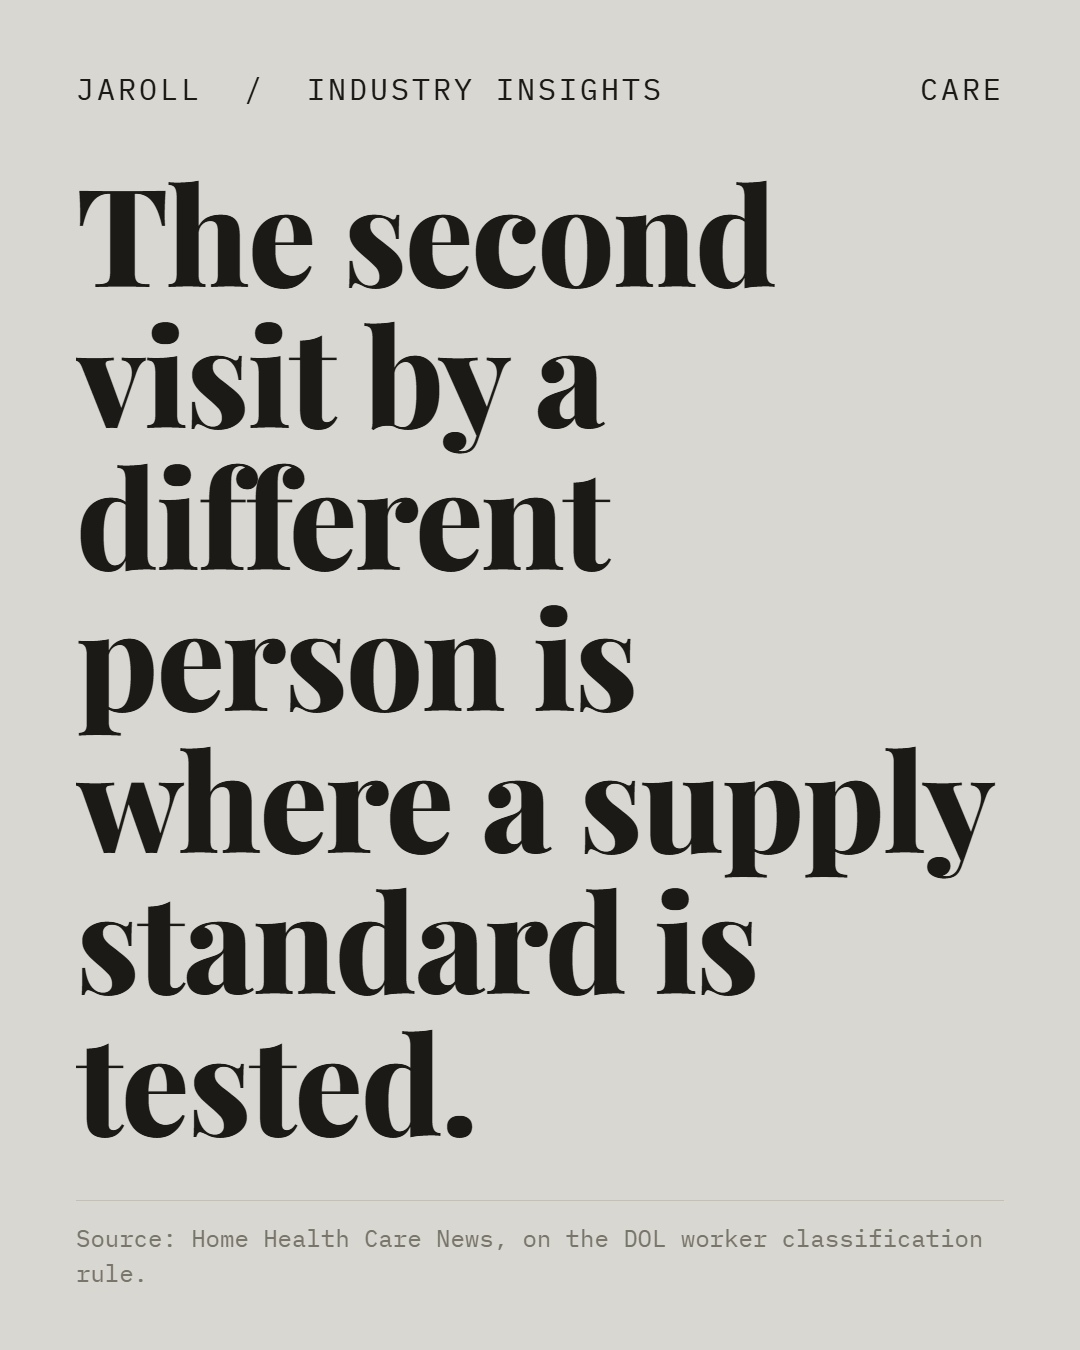 JAROLL / INDUSTRY INSIGHTS CARE
The second
visit by a
different
person is
where a supply
standard is
tested.
Source: Home Health Care News, on the DOL worker classification
rule.